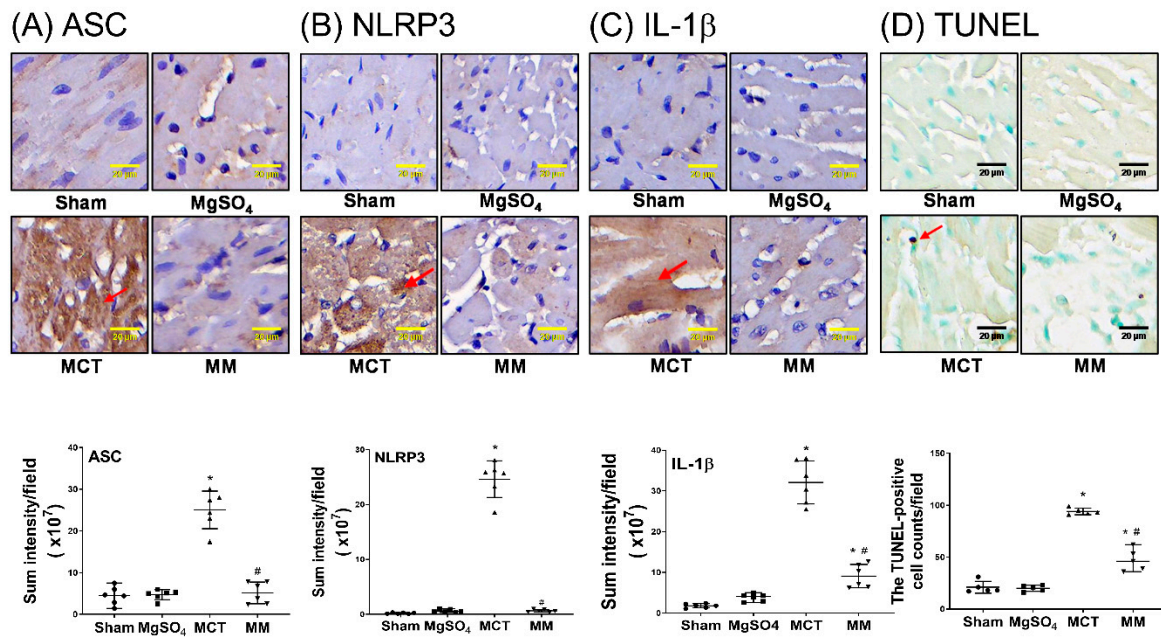 (A) ASC (B) NLRP3 (C) IL-1β (D) TUNEL
20 µm 20 µm 20 µm 20 µm 20 µm 20 µm 20 µm 20 µm
Sham MgSO₄ Sham MgSO₄ Sham MgSO₄ Sham MgSO₄
20 µm 20 µm 20 µm 20 µm 20 µm 20 µm 20 µm 20 µm
MCT MM MCT MM MCT MM MCT MM
ASC
Sum intensity/field
( x10⁷)
40
30
20
10
0
*
#
Sham MgSO₄ MCT MM
NLRP3
Sum intensity/field
( x10⁷)
30
20
10
0
*
#
Sham MgSO₄ MCT MM
IL-1β
Sum intensity/field
( x10⁷)
40
30
20
10
0
*
* #
Sham MgSO4 MCT MM
The TUNEL-positive
cell counts/field
150
100
50
0
*
* #
Sham MgSO₄ MCT MM